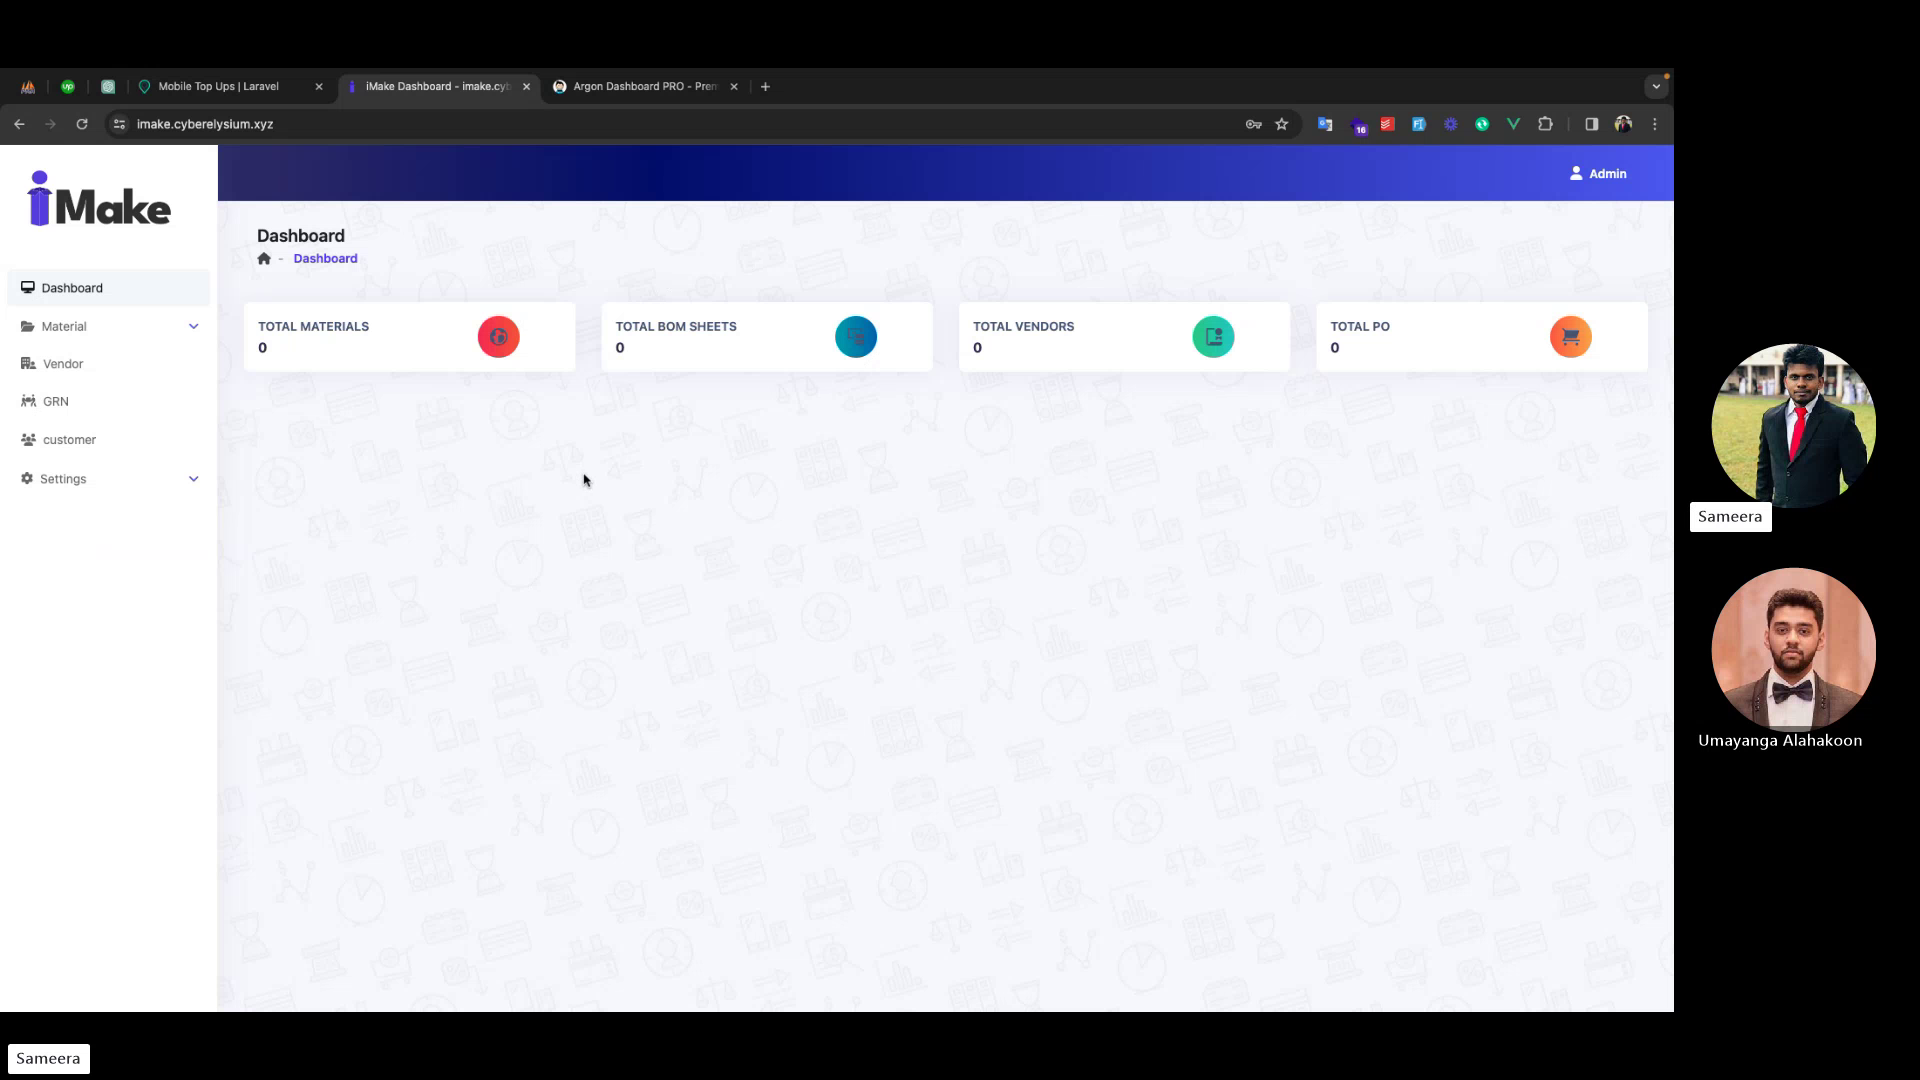 up
Mobile Top Ups | Laravel
iMake Dashboard - imake.cyb
Argon Dashboard PRO - Prem
imake.cyberelysium.xyz
16
iMake
Admin
Dashboard
- Dashboard
Dashboard
Material
Vendor
GRN
customer
Settings
TOTAL MATERIALS
0
TOTAL BOM SHEETS
0
TOTAL VENDORS
0
TOTAL PO
0
Sameera
Umayanga Alahakoon
Sameera